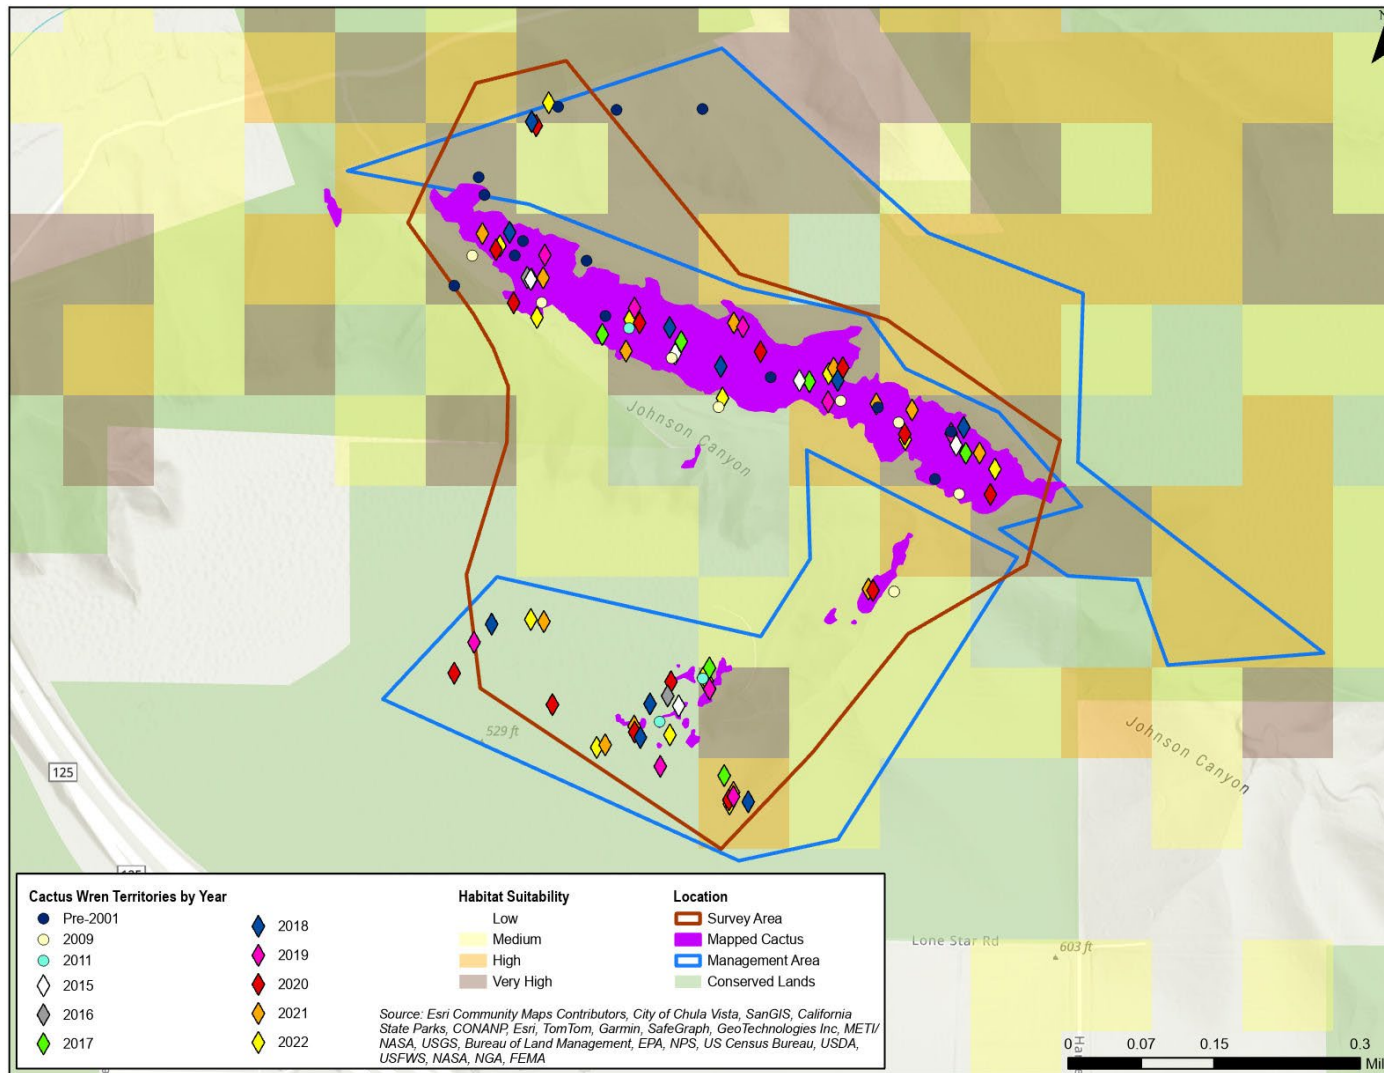 N
Johnson Canyon
529 ft
125
Johnson Canyon
Lone Star Rd
603 ft
Cactus Wren Territories by Year
Pre-2001
2009
2011
2015
2016
2017
2018
2019
2020
2021
2022
Habitat Suitability
Low
Medium
High
Very High
Location
Survey Area
Mapped Cactus
Management Area
Conserved Lands
Source: Esri Community Maps Contributors, City of Chula Vista, SanGIS, California
State Parks, CONANP, Esri, TomTom, Garmin, SafeGraph, GeoTechnologies Inc, METI/
NASA, USGS, Bureau of Land Management, EPA, NPS, US Census Bureau, USDA,
USFWS, NASA, NGA, FEMA
0 0.07 0.15 0.3
Mil